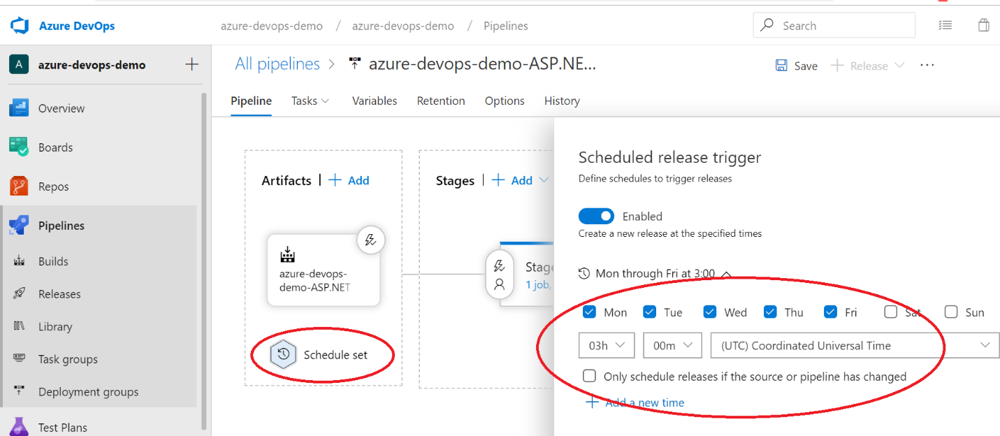 Azure DevOps
azure-devops-demo / azure-devops-demo / Pipelines
Search
A azure-devops-demo
Overview
Boards
Repos
Pipelines
Builds
Releases
Library
Task groups
Deployment groups
Test Plans
All pipelines > azure-devops-demo-ASP.NE...
Save
Release
Pipeline Tasks Variables Retention Options History
Artifacts | + Add
azure-devops-
demo-ASP.NET
Schedule set
Stages | + Add
Stage
1 job,
Scheduled release trigger
Define schedules to trigger releases
Enabled
Create a new release at the specified times
Mon through Fri at 3:00
Mon Tue Wed Thu Fri Sat Sun
03h 00m (UTC) Coordinated Universal Time
Only schedule releases if the source or pipeline has changed
+ Add a new time